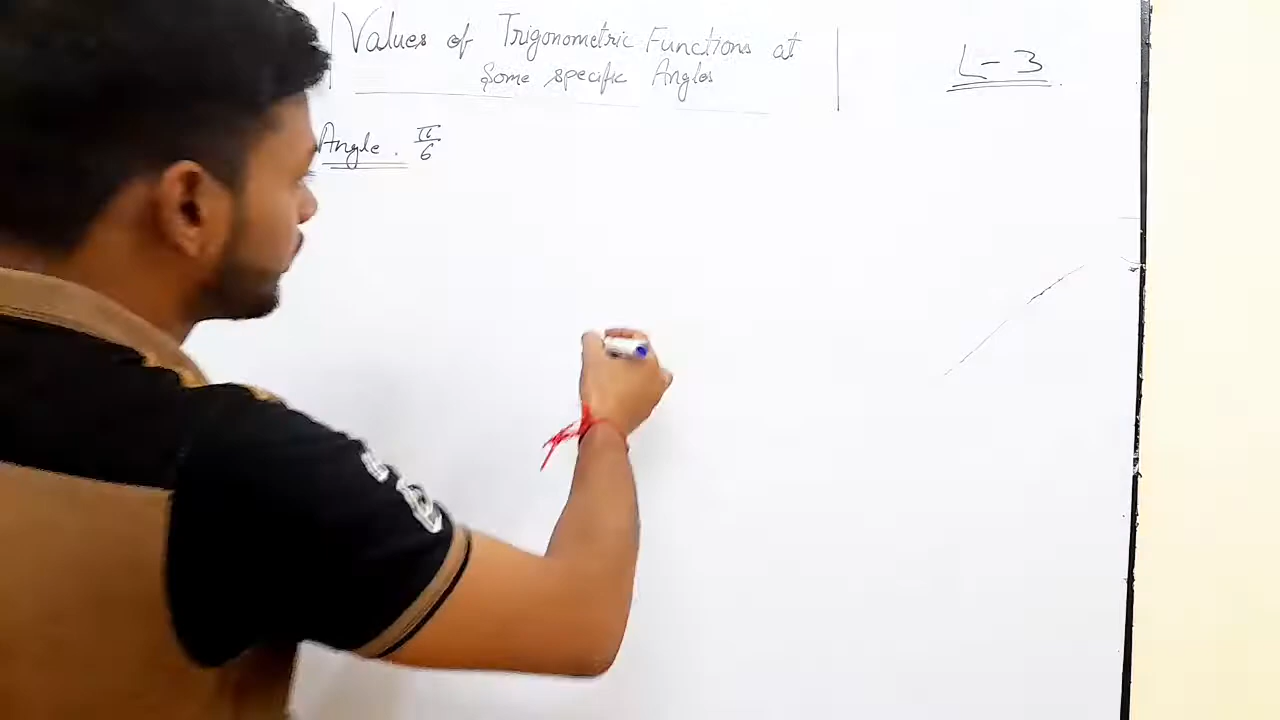 Values of Trigonometric Functions at
Some specific Angles
L-3
Angle. π/6